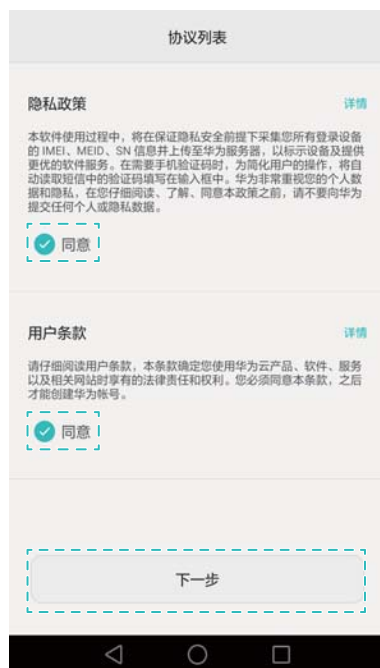 协议列表
隐私政策
详情
本软件使用过程中，将在保证隐私安全前提下采集您所有登录设备
的 IMEI、MEID、SN 信息并上传至华为服务器，以标示设备及提供
更优的软件服务。在需要手机验证码时，为简化用户的操作，将自
动读取短信中的验证码填写在输入框中。华为非常重视您的个人数
据和隐私，在您仔细阅读、了解、同意本政策之前，请不要向华为
提交任何个人或隐私数据。
同意
用户条款
详情
请仔细阅读用户条款，本条款确定您使用华为云产品、软件、服务
以及相关网站时享有的法律责任和权利。您必须同意本条款，之后
才能创建华为帐号。
同意
下一步